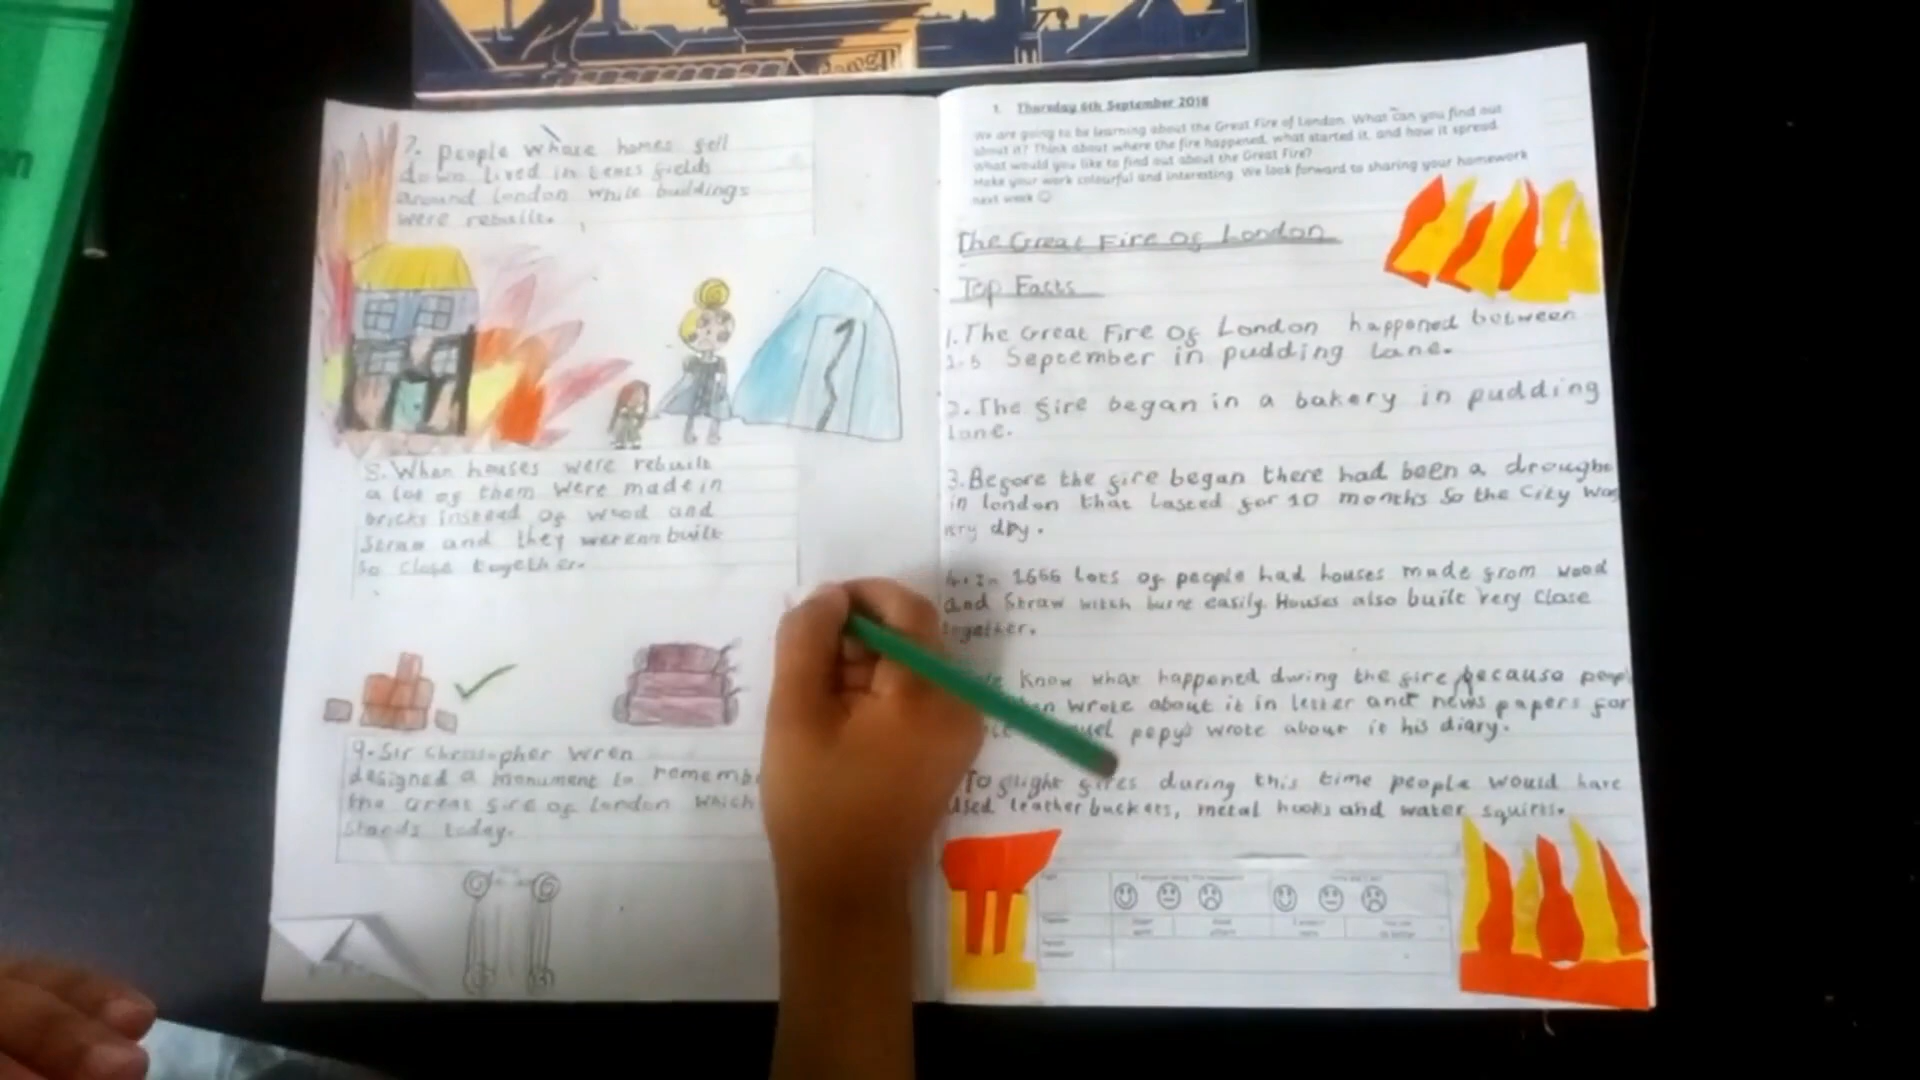 7. people whose homes fell
down lived in tents fields
around london while buildings
were rebuilt.
8. When houses were rebuilt
a lot of them were made in
bricks instead of wood and
Straw and they werent built
So close together.
9. Sir Christopher Wren
designed a monument to
the Great fire of london which
Stands today.
1. Thursday 6th September 2018
We are going to be learning about the Great Fire of London. What can you find out
about it? Think about where the fire happened, what started it, and how it spread.
What would you like to find out about the Great Fire?
Make your work colourful and interesting. We look forward to sharing your homework
next week
The Great Fire of London
Top Facts
1. The Great Fire of London happened between
September in pudding lane.
2. The fire began in a bakery in pudding
lane.
3. Before the fire began there had been a drought
in london that lasted for 10 months So the City was
dry.
4. In 1666 lots of people had houses made from wood
and Straw witch burnt easily. Houses also built very close
together.
know what happened during the fire because
wrote about it in letter and news papers for
pepys wrote about it his diary.
To flight fires during this time people would have
used leather buckets, metal hooks and water squirts.